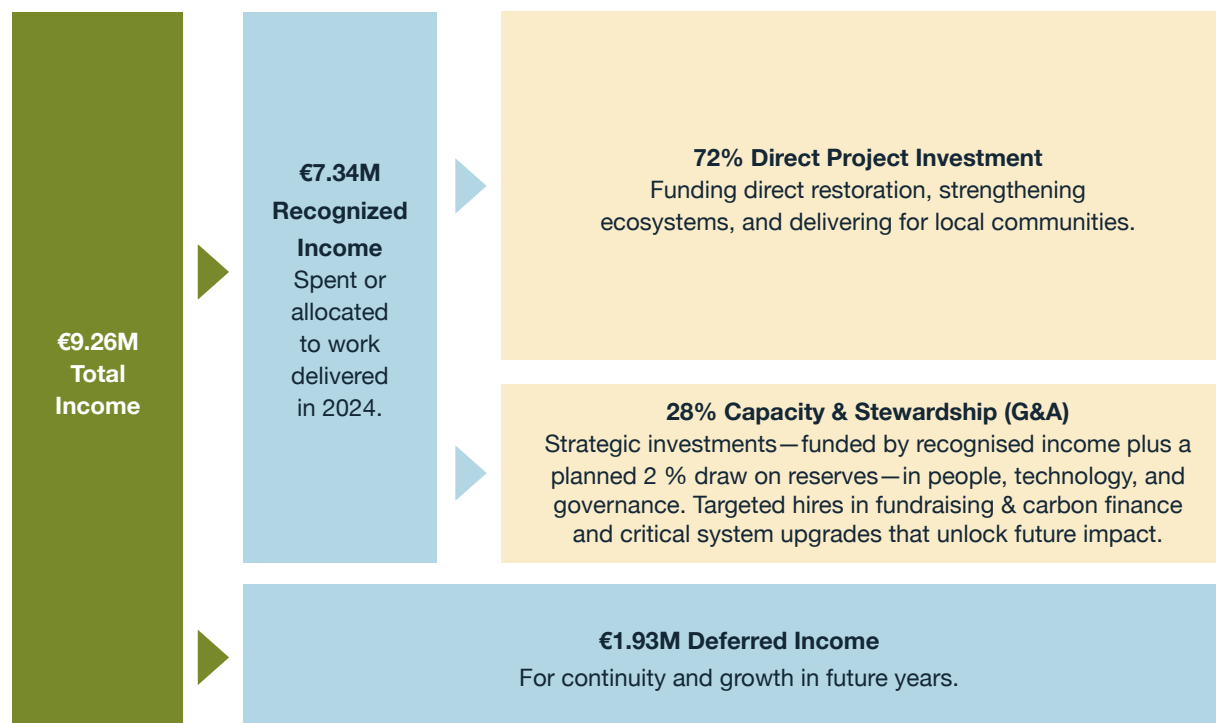 €9.26M
Total
Income
€7.34M
Recognized
Income
Spent or
allocated
to work
delivered
in 2024.
72% Direct Project Investment
Funding direct restoration, strengthening
ecosystems, and delivering for local communities.
28% Capacity & Stewardship (G&A)
Strategic investments—funded by recognised income plus a
planned 2 % draw on reserves—in people, technology, and
governance. Targeted hires in fundraising & carbon finance
and critical system upgrades that unlock future impact.
€1.93M Deferred Income
For continuity and growth in future years.